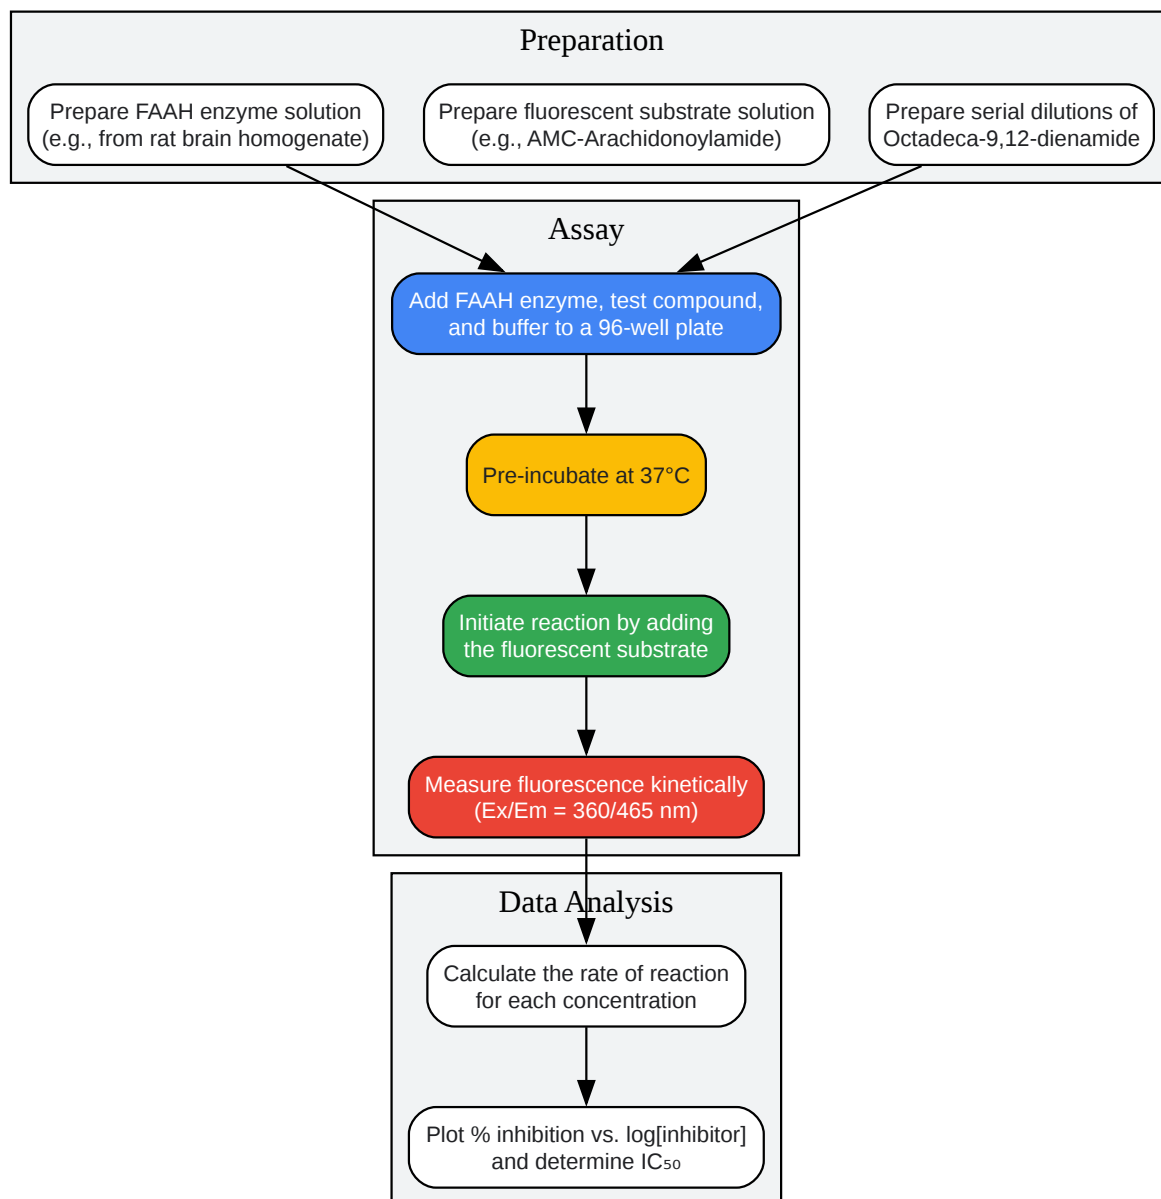 Preparation
Prepare FAAH enzyme solution
(e.g., from rat brain homogenate)
Prepare fluorescent substrate solution
(e.g., AMC-Arachidonoylamide)
Prepare serial dilutions of
Octadeca-9,12-dienamide
Assay
Add FAAH enzyme, test compound,
and buffer to a 96-well plate
Pre-incubate at 37°C
Initiate reaction by adding
the fluorescent substrate
Measure fluorescence kinetically
(Ex/Em = 360/465 nm)
Data Analysis
Calculate the rate of reaction
for each concentration
Plot % inhibition vs. log[inhibitor]
and determine IC₅₀